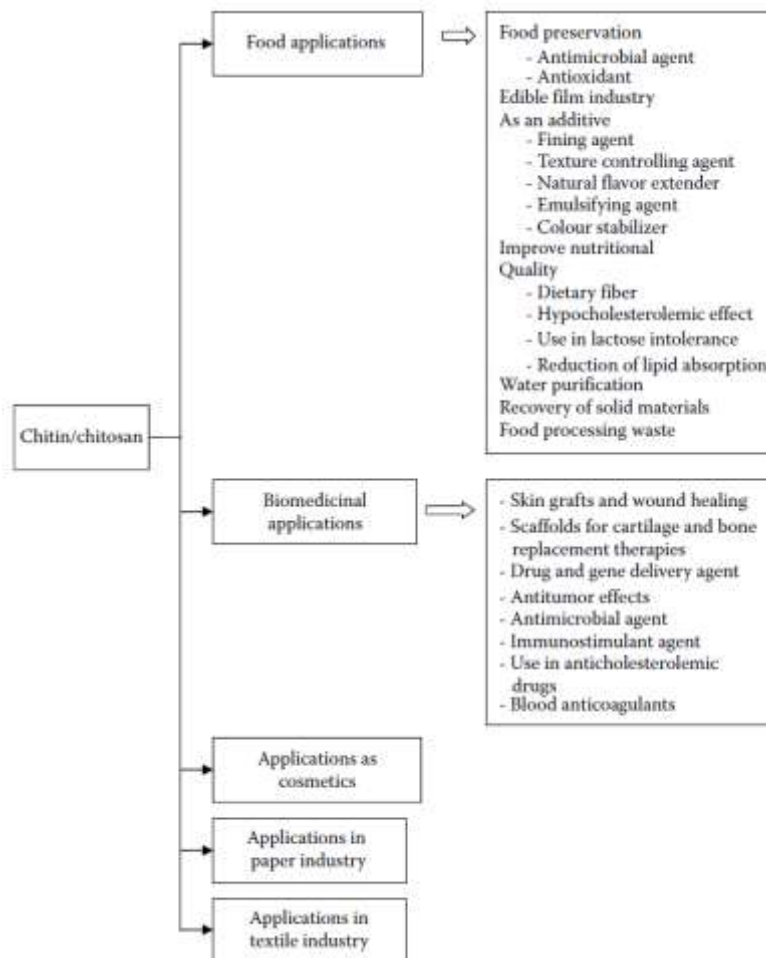 Chitin/chitosan
Food applications
Food preservation
- Antimicrobial agent
- Antioxidant
Edible film industry
As an additive
- Fining agent
- Texture controlling agent
- Natural flavor extender
- Emulsifying agent
- Colour stabilizer
Improve nutritional
Quality
- Dietary fiber
- Hypocholesterolemic effect
- Use in lactose intolerance
- Reduction of lipid absorption
Water purification
Recovery of solid materials
Food processing waste
Biomedicinal
applications
- Skin grafts and wound healing
- Scaffolds for cartilage and bone
replacement therapies
- Drug and gene delivery agent
- Antitumor effects
- Antimicrobial agent
- Immunostimulant agent
- Use in anticholesterolemic
drugs
- Blood anticoagulants
Applications as
cosmetics
Applications in
paper industry
Applications in
textile industry